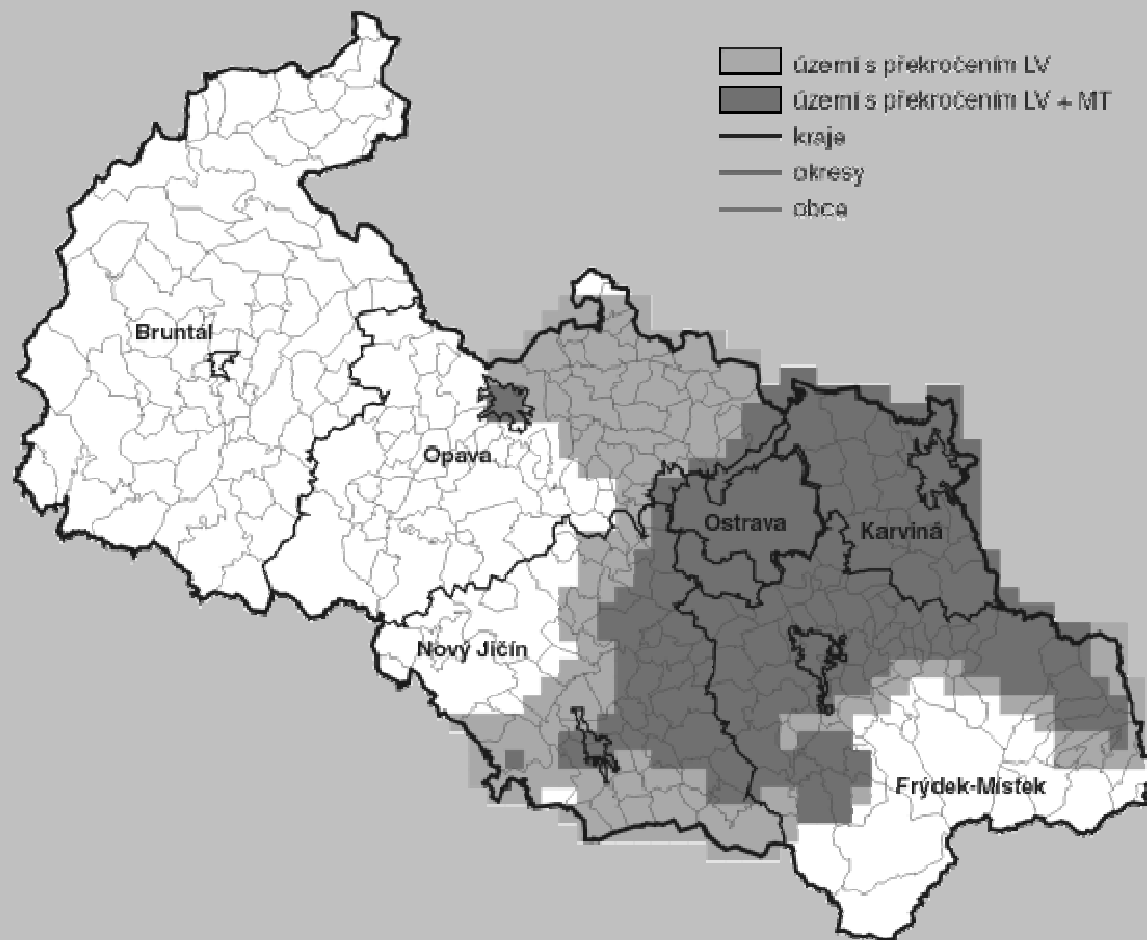 území s překročením LV
území s překročením LV + MT
kraje
okresy
obce
Bruntál
Opava
Ostrava
Karviná
Nový Jičín
Frýdek-Místek